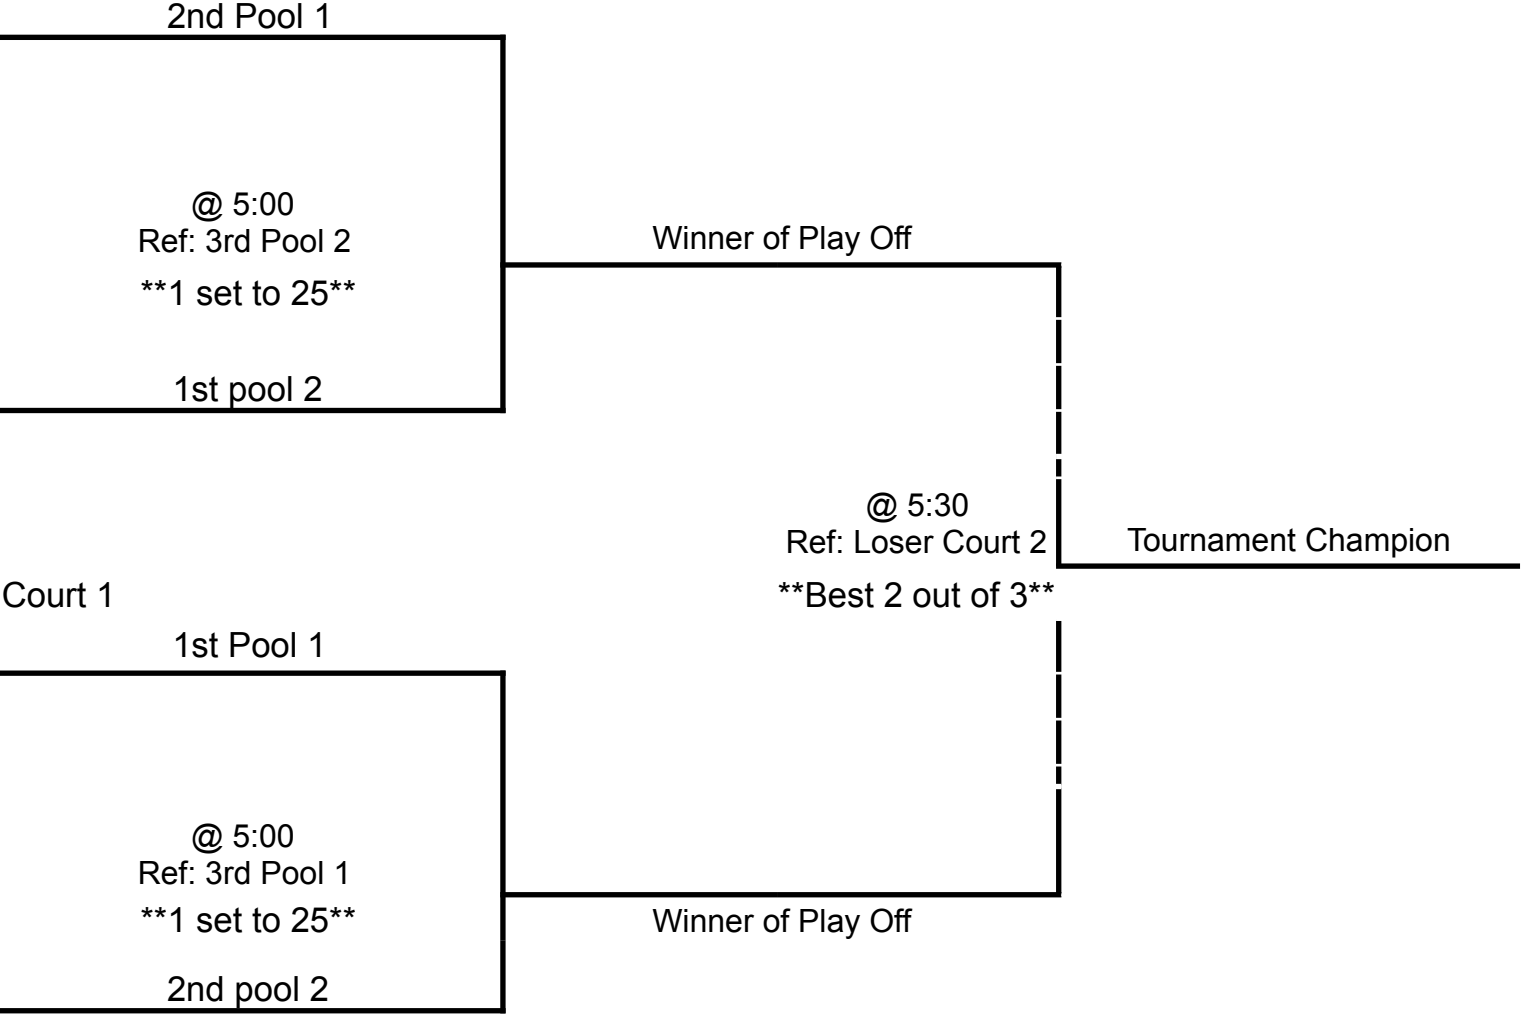 2nd Pool 1
@ 5:00
Ref: 3rd Pool 2
**1 set to 25**
1st pool 2
Winner of Play Off
@ 5:30
Ref: Loser Court 2
**Best 2 out of 3**
Tournament Champion
Court 1
1st Pool 1
@ 5:00
Ref: 3rd Pool 1
**1 set to 25**
2nd pool 2
Winner of Play Off